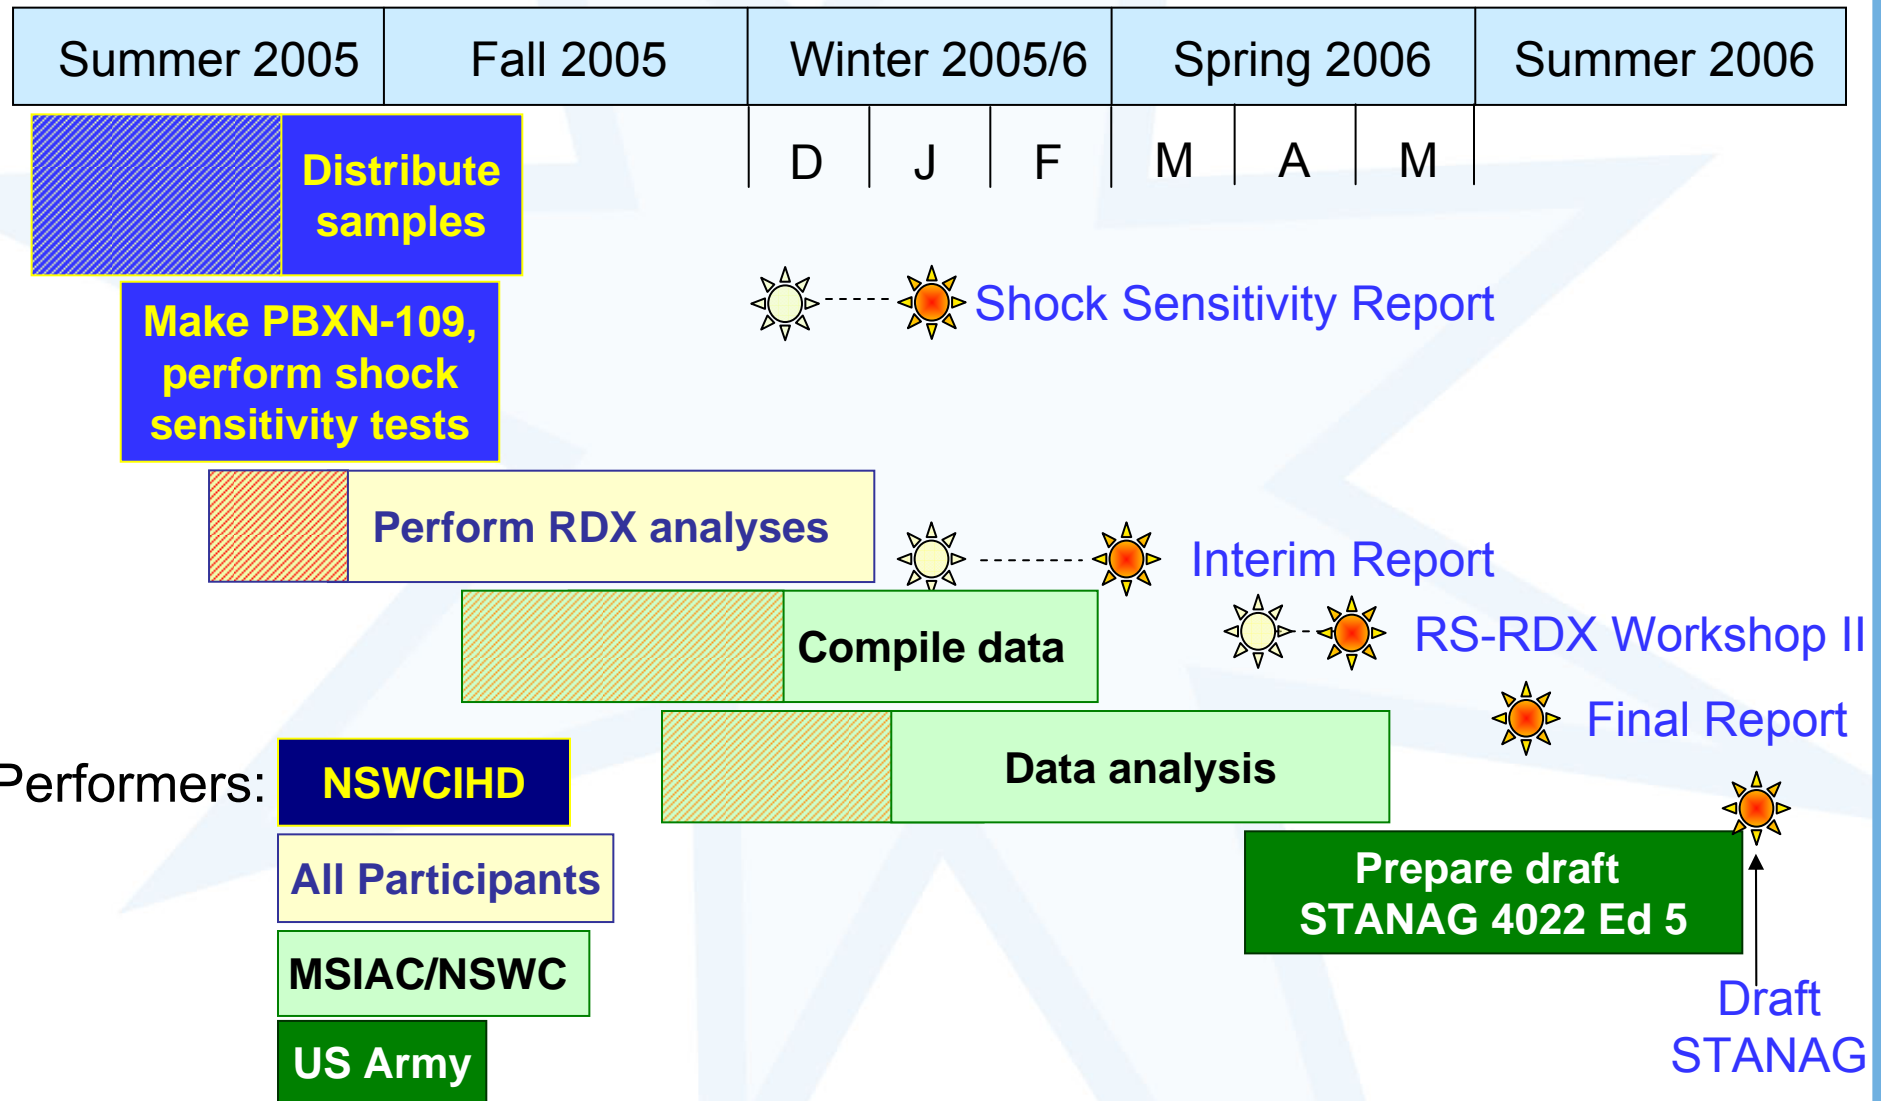 Summer 2005
Fall 2005
Winter 2005/6
Spring 2006
Summer 2006
D
J
F
M
A
M
Distribute
samples
Make PBXN-109,
perform shock
sensitivity tests
Shock Sensitivity Report
Perform RDX analyses
Interim Report
Compile data
RS-RDX Workshop II
Final Report
Data analysis
Performers:
NSWCIHD
All Participants
MSIAC/NSWC
US Army
Prepare draft
STANAG 4022 Ed 5
Draft
STANAG